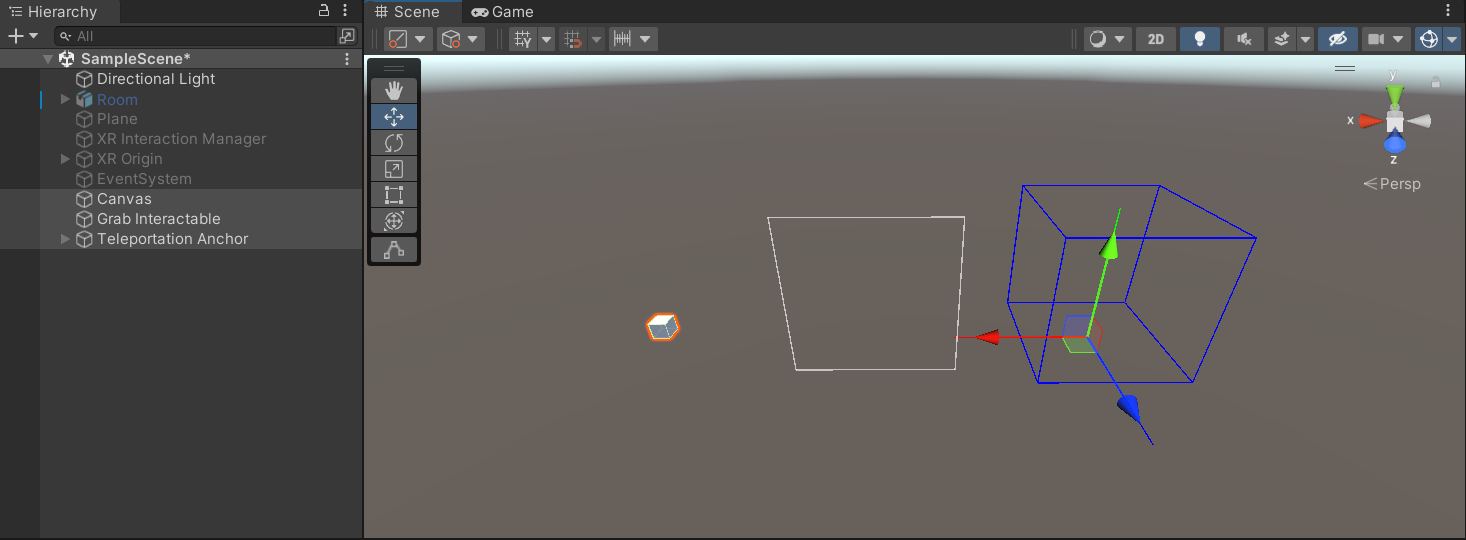 Hierarchy
Scene
Game
All
2D
SampleScene*
Directional Light
Room
Plane
XR Interaction Manager
XR Origin
EventSystem
Canvas
Grab Interactable
Teleportation Anchor
y
x
z
Persp